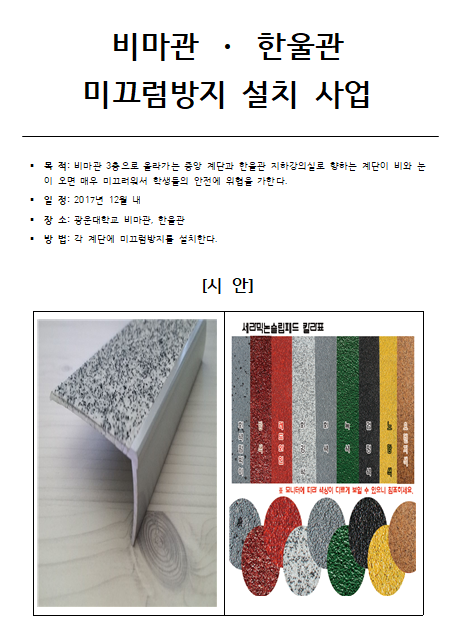 비마관 · 한울관
미끄럼방지 설치 사업
▪ 목 적: 비마관 3층으로 올라가는 중앙 계단과 한울관 지하강의실로 향하는 계단이 비와 눈
이 오면 매우 미끄러워서 학생들의 안전에 위협을 가한다.
▪ 일 정: 2017년 12월 내
▪ 장 소: 광운대학교 비마관, 한울관
▪ 방 법: 각 계단에 미끄럼방지를 설치한다.
[시 안]
세라믹논슬립패드 칼라표
※ 모니터에 따라 색상이 다르게 보일 수 있으니 참조하세요.